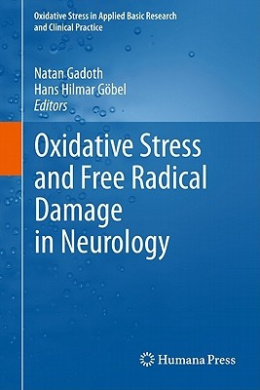 Oxidative Stress in Applied Basic Research
and Clinical Practice
Natan Gadoth
Hans Hilmar Göbel
Editors
Oxidative Stress
and Free Radical
Damage
in Neurology
Humana Press